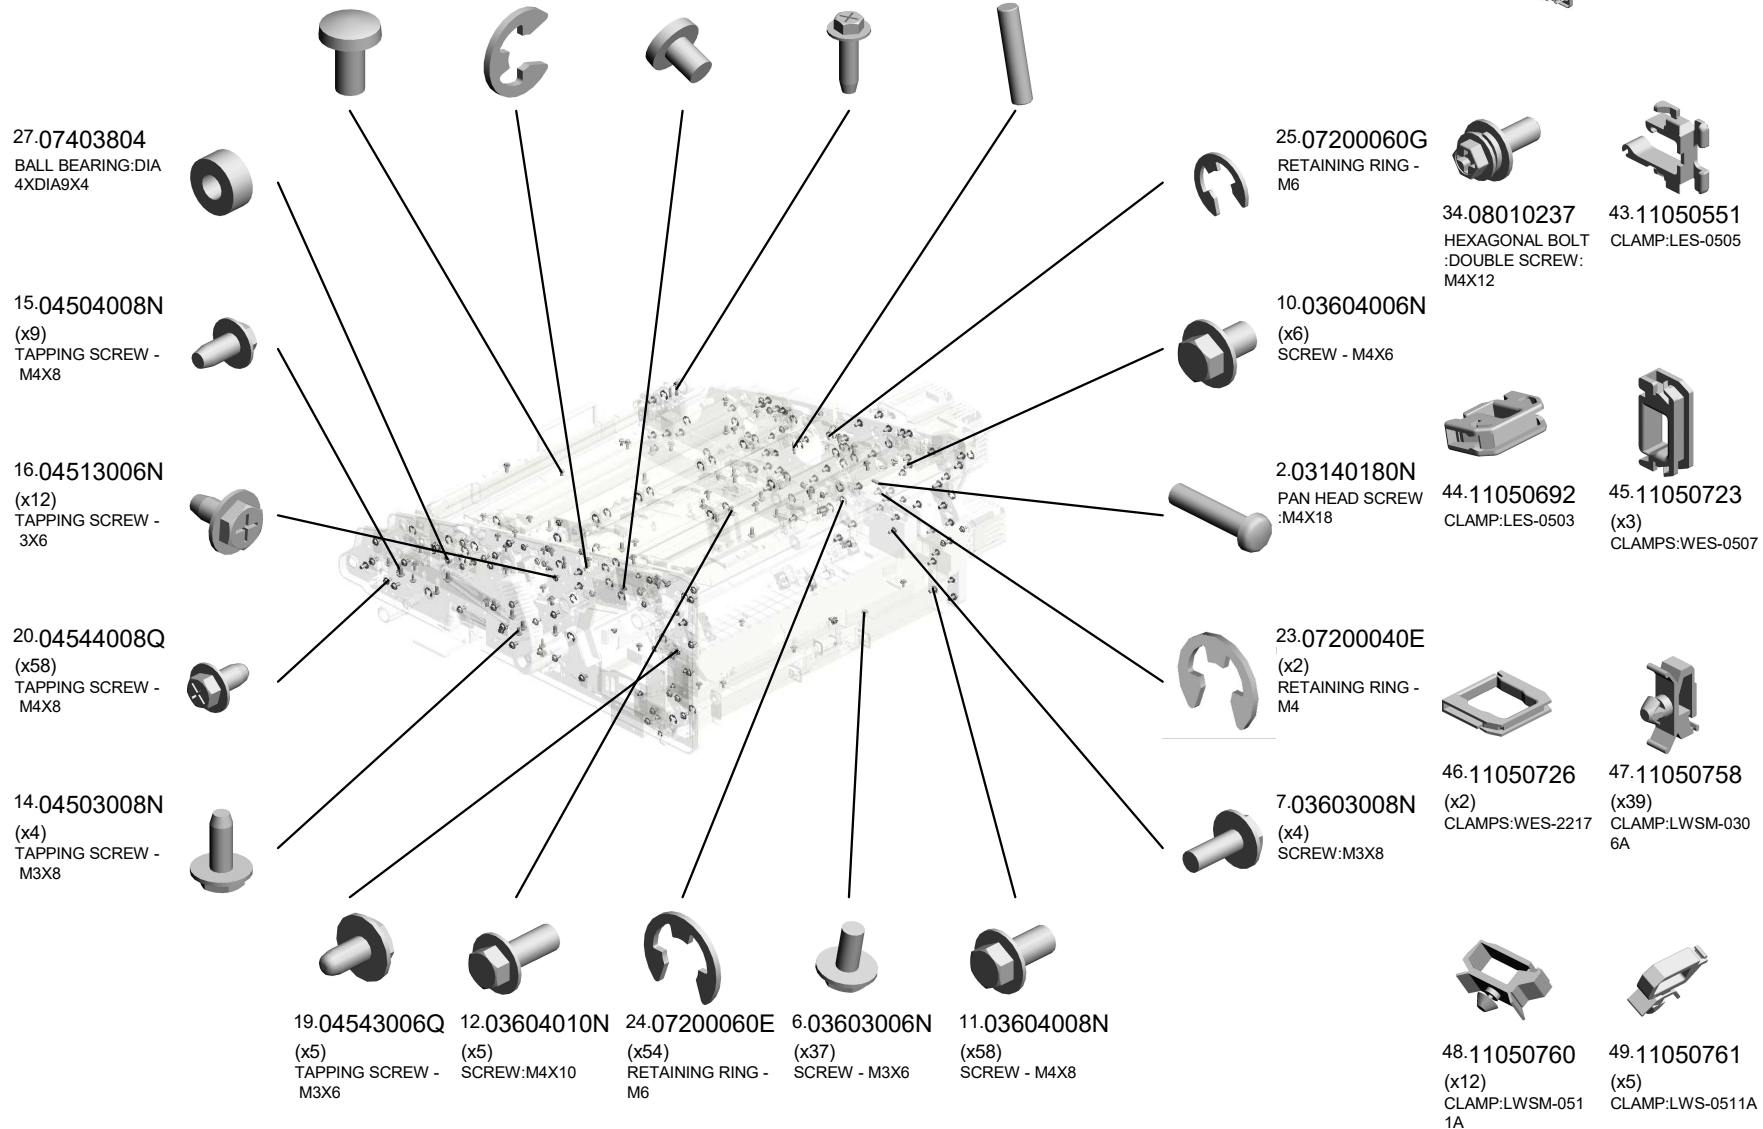 27.07403804
BALL BEARING:DIA
4XDIA9X4
15.04504008N
(x9)
TAPPING SCREW -
M4X8
16.04513006N
(x12)
TAPPING SCREW -
3X6
20.04544008Q
(x58)
TAPPING SCREW -
M4X8
14.04503008N
(x4)
TAPPING SCREW -
M3X8
19.04543006Q
(x5)
TAPPING SCREW -
M3X6
12.03604010N
(x5)
SCREW:M4X10
24.07200060E
(x54)
RETAINING RING -
M6
6.03603006N
(x37)
SCREW - M3X6
11.03604008N
(x58)
SCREW - M4X8
25.07200060G
RETAINING RING -
M6
10.03604006N
(x6)
SCREW - M4X6
2.03140180N
PAN HEAD SCREW
:M4X18
23.07200040E
(x2)
RETAINING RING -
M4
7.03603008N
(x4)
SCREW:M3X8
34.08010237
HEXAGONAL BOLT
:DOUBLE SCREW:
M4X12
43.11050551
CLAMP:LES-0505
44.11050692
CLAMP:LES-0503
45.11050723
(x3)
CLAMPS:WES-0507
46.11050726
(x2)
CLAMPS:WES-2217
47.11050758
(x39)
CLAMP:LWSM-030
6A
48.11050760
(x12)
CLAMP:LWSM-051
1A
49.11050761
(x5)
CLAMP:LWS-0511A